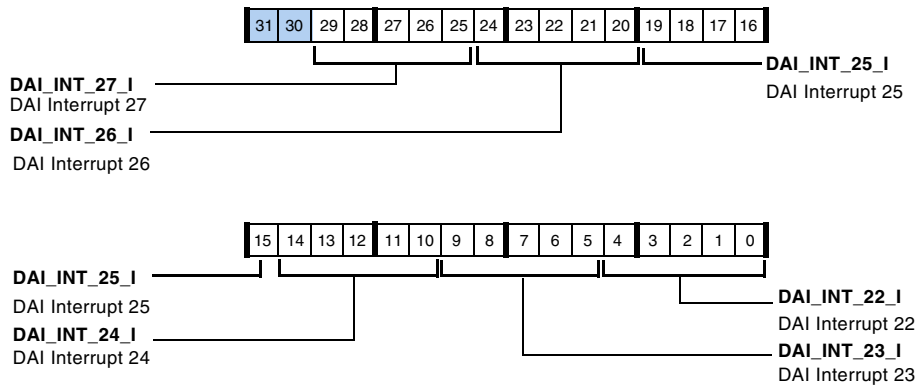 31 30 29 28 27 26 25 24 23 22 21 20 19 18 17 16
DAI_INT_25_I
DAI Interrupt 25
DAI_INT_27_I
DAI Interrupt 27
DAI_INT_26_I
DAI Interrupt 26
15 14 13 12 11 10 9 8 7 6 5 4 3 2 1 0
DAI_INT_25_I
DAI Interrupt 25
DAI_INT_24_I
DAI Interrupt 24
DAI_INT_22_I
DAI Interrupt 22
DAI_INT_23_I
DAI Interrupt 23